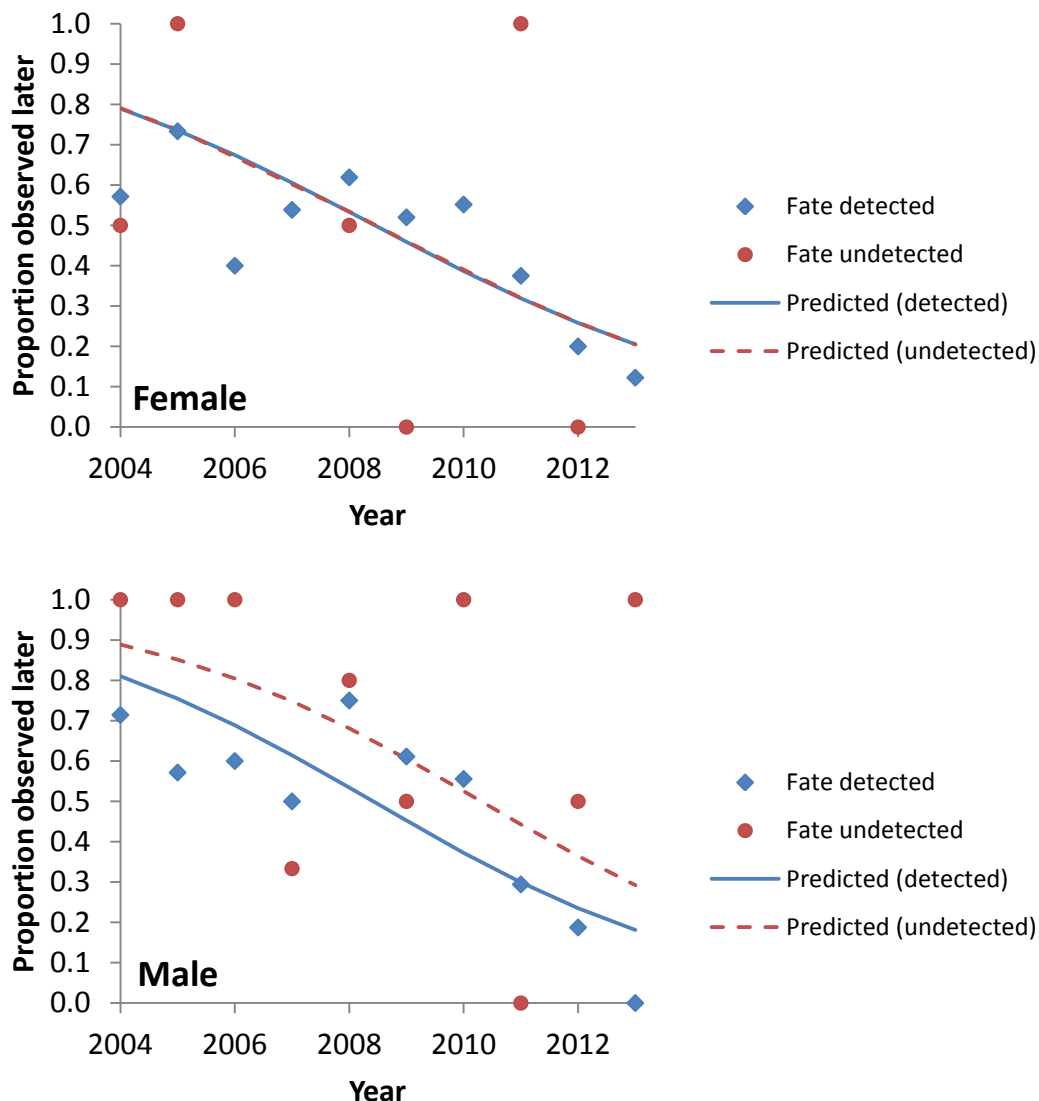 1.0
0.9
0.8
0.7
0.6
0.5
0.4
0.3
0.2
0.1
0.0
Proportion observed later
Female
2004 2006 2008 2010 2012
Year
Fate detected
Fate undetected
Predicted (detected)
Predicted (undetected)
1.0
0.9
0.8
0.7
0.6
0.5
0.4
0.3
0.2
0.1
0.0
Proportion observed later
Male
2004 2006 2008 2010 2012
Year
Fate detected
Fate undetected
Predicted (detected)
Predicted (undetected)